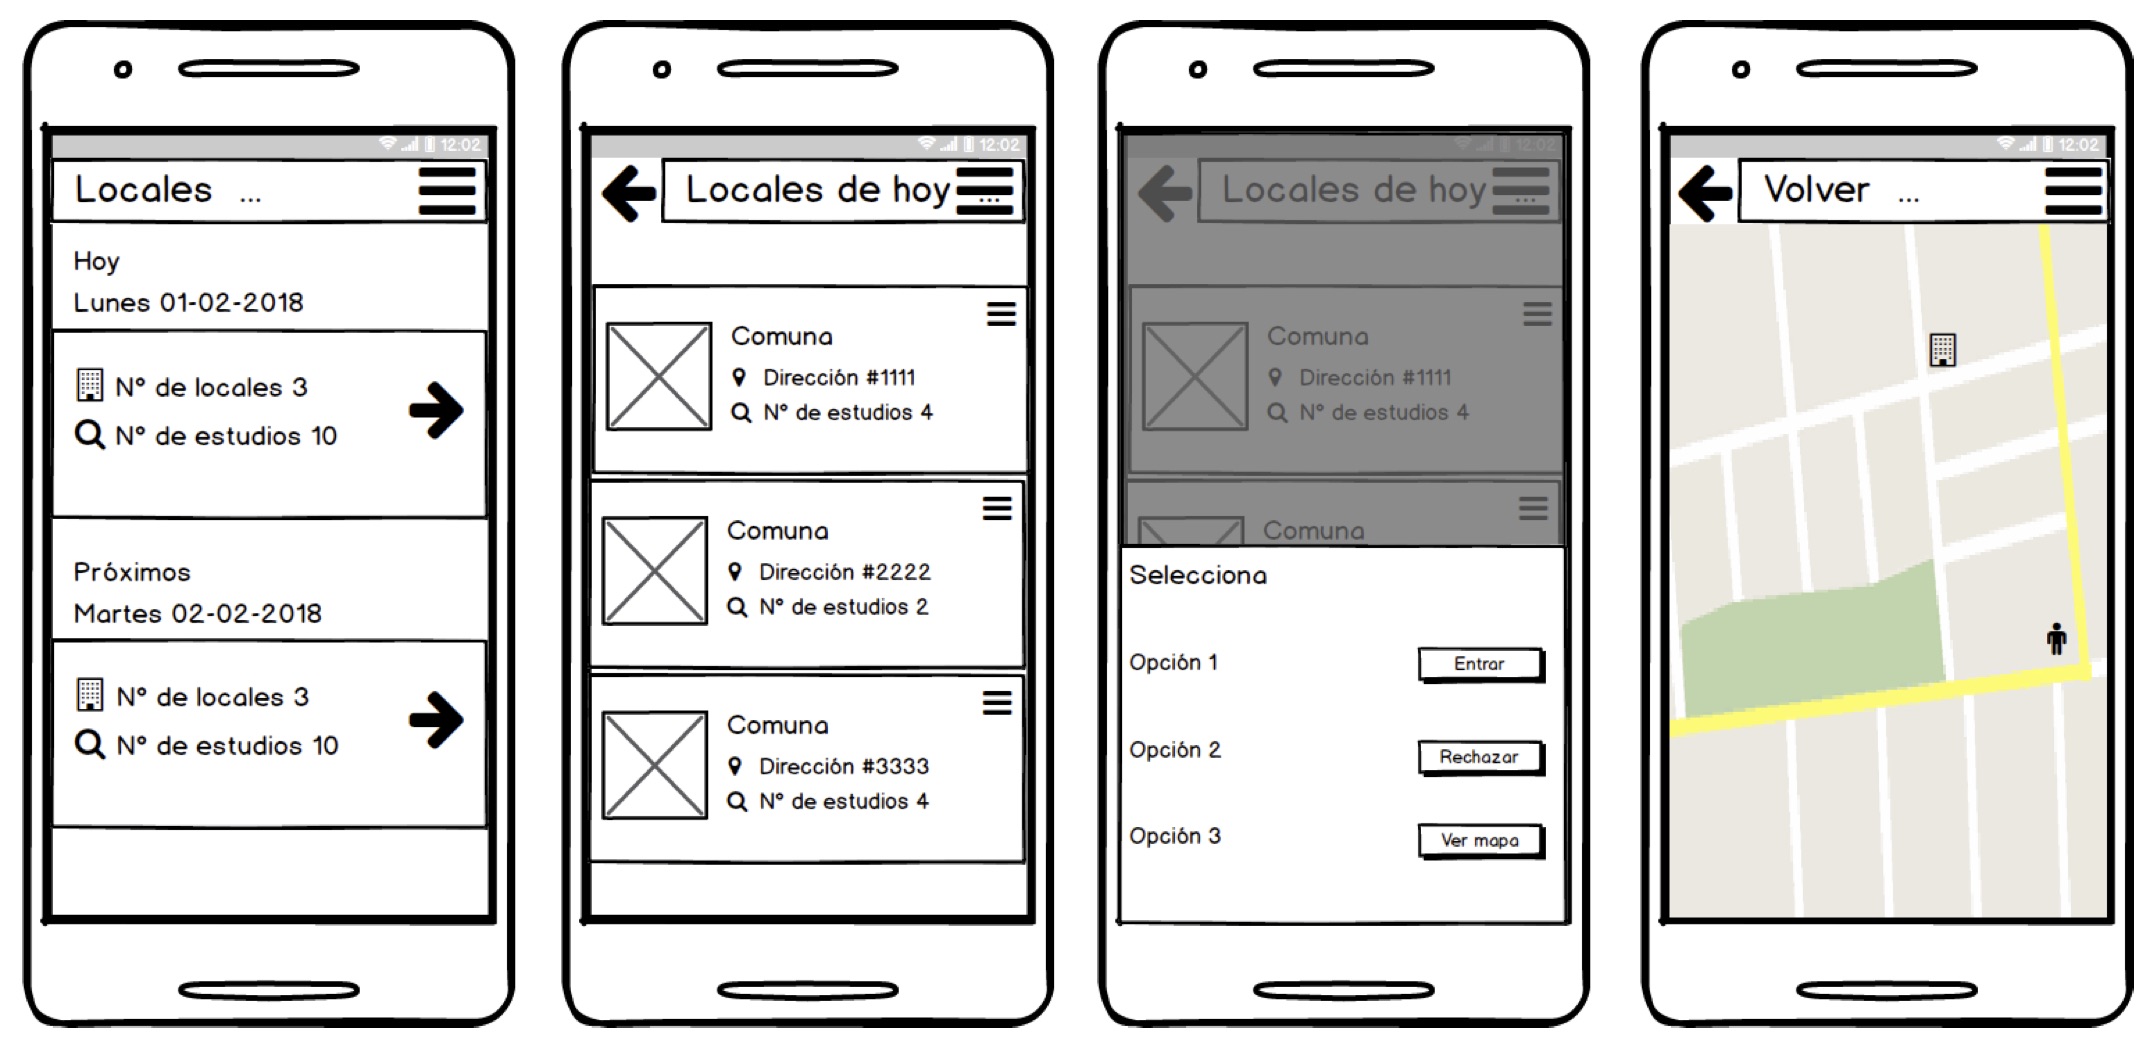 12:02
Locales ...
Hoy
Lunes 01-02-2018
N° de locales 3
N° de estudios 10
Próximos
Martes 02-02-2018
N° de locales 3
N° de estudios 10
12:02
Locales de hoy ...
Comuna
Dirección #1111
N° de estudios 4
Comuna
Dirección #2222
N° de estudios 2
Comuna
Dirección #3333
N° de estudios 4
12:02
Locales de hoy ...
Comuna
Dirección #1111
N° de estudios 4
Comuna
Selecciona
Opción 1 Entrar
Opción 2 Rechazar
Opción 3 Ver mapa
12:02
Volver ...